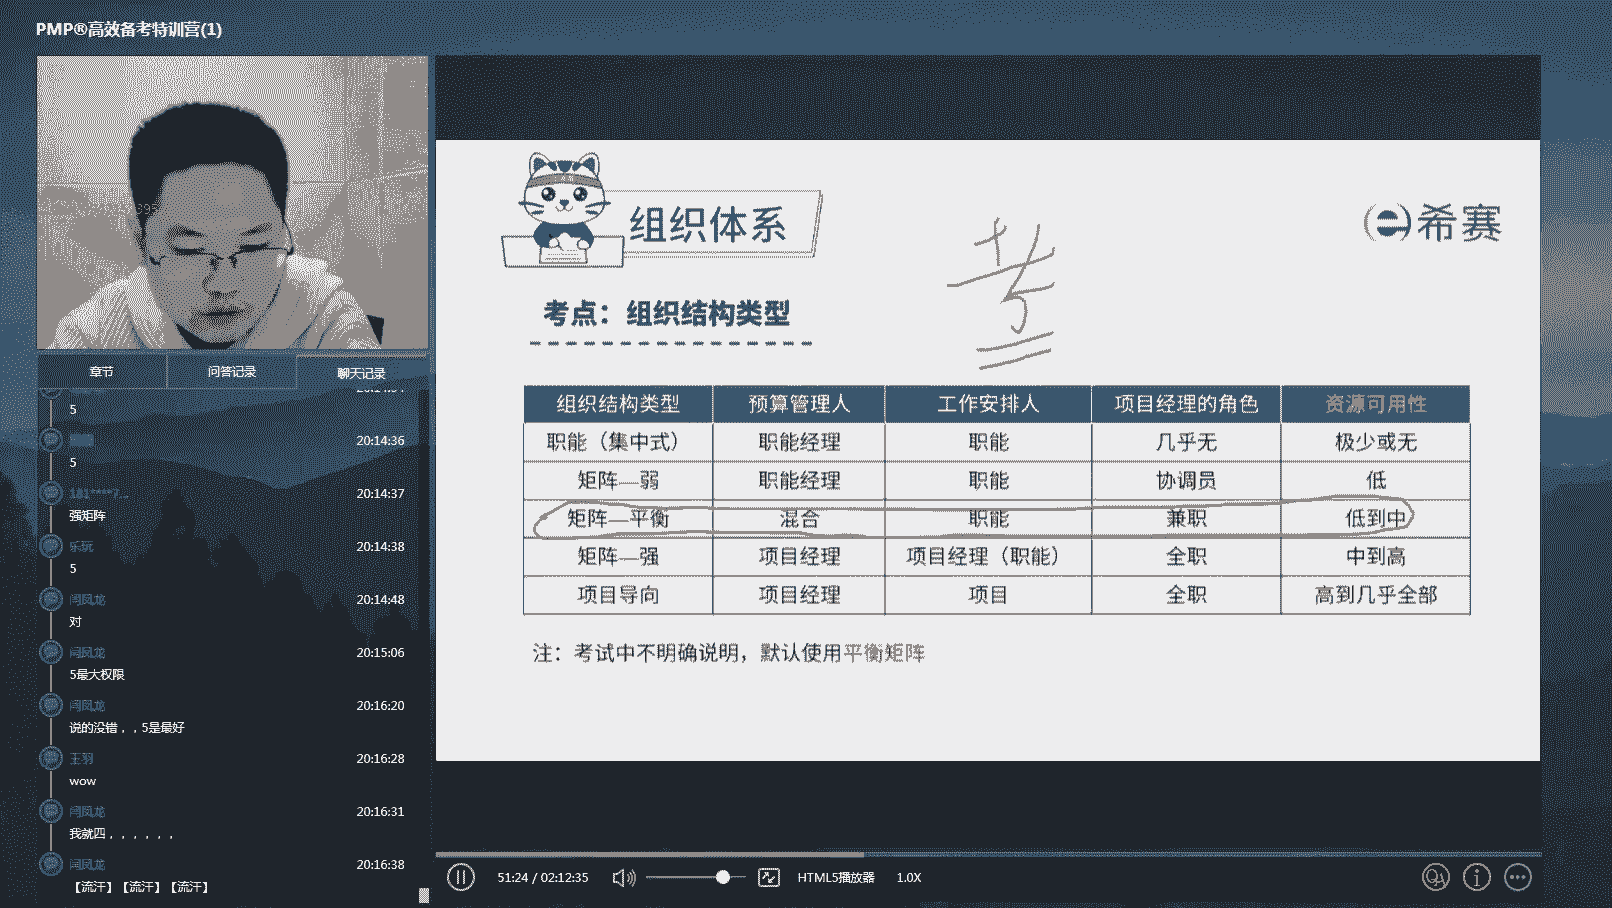 PMP®高效备考特训营(1)
章节
问答记录
聊天记录
5
20:14:36
5
181****7...
20:14:37
强矩阵
乐玩
20:14:38
5
闫凤龙
20:14:48
对
闫凤龙
20:15:06
5最大权限
闫凤龙
20:16:20
说的没错，，5是最好
王羽
20:16:28
wow
闫凤龙
20:16:31
我就四，，，，，，
闫凤龙
20:16:38
【流汗】【流汗】【流汗】
组织体系
希赛
考
考点：组织结构类型
组织结构类型 预算管理人 工作安排人 项目经理的角色 资源可用性
职能（集中式） 职能经理 职能 几乎无 极少或无
矩阵—弱 职能经理 职能 协调员 低
矩阵—平衡 混合 职能 兼职 低到中
矩阵—强 项目经理 项目经理（职能） 全职 中到高
项目导向 项目经理 项目 全职 高到几乎全部
注：考试中不明确说明，默认使用平衡矩阵
51:24 / 02:12:35
HTML5播放器
1.0X